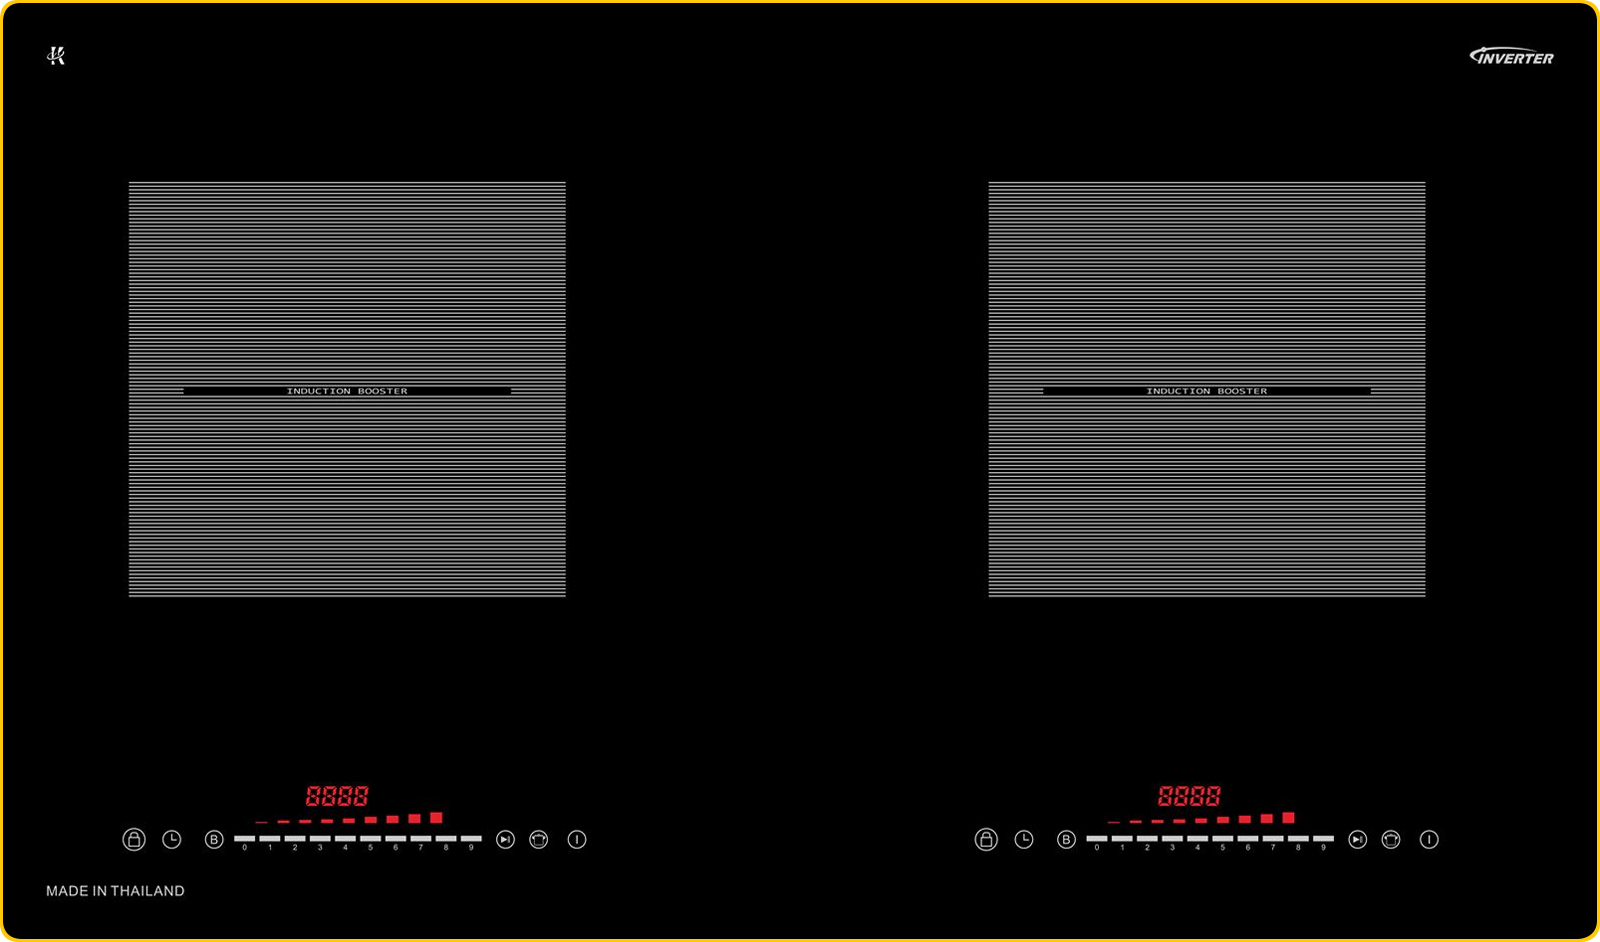 K
INVERTER
INDUCTION BOOSTER
INDUCTION BOOSTER
8888
8888
B
0 1 2 3 4 5 6 7 8 9
B
0 1 2 3 4 5 6 7 8 9
MADE IN THAILAND